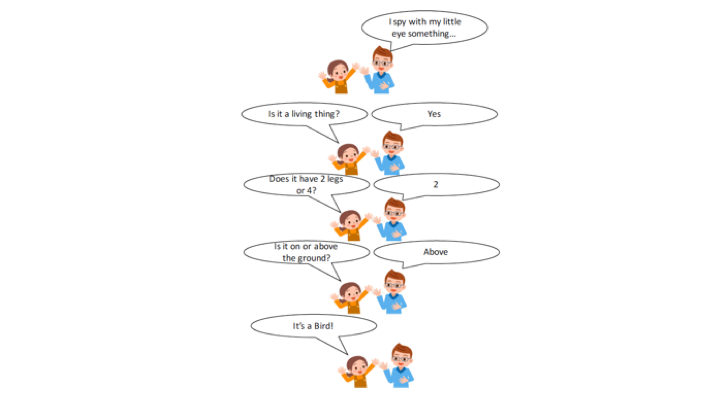 I spy with my little
eye something...
Is it a living thing?
Yes
Does it have 2 legs
or 4?
2
Is it on or above
the ground?
Above
It's a Bird!